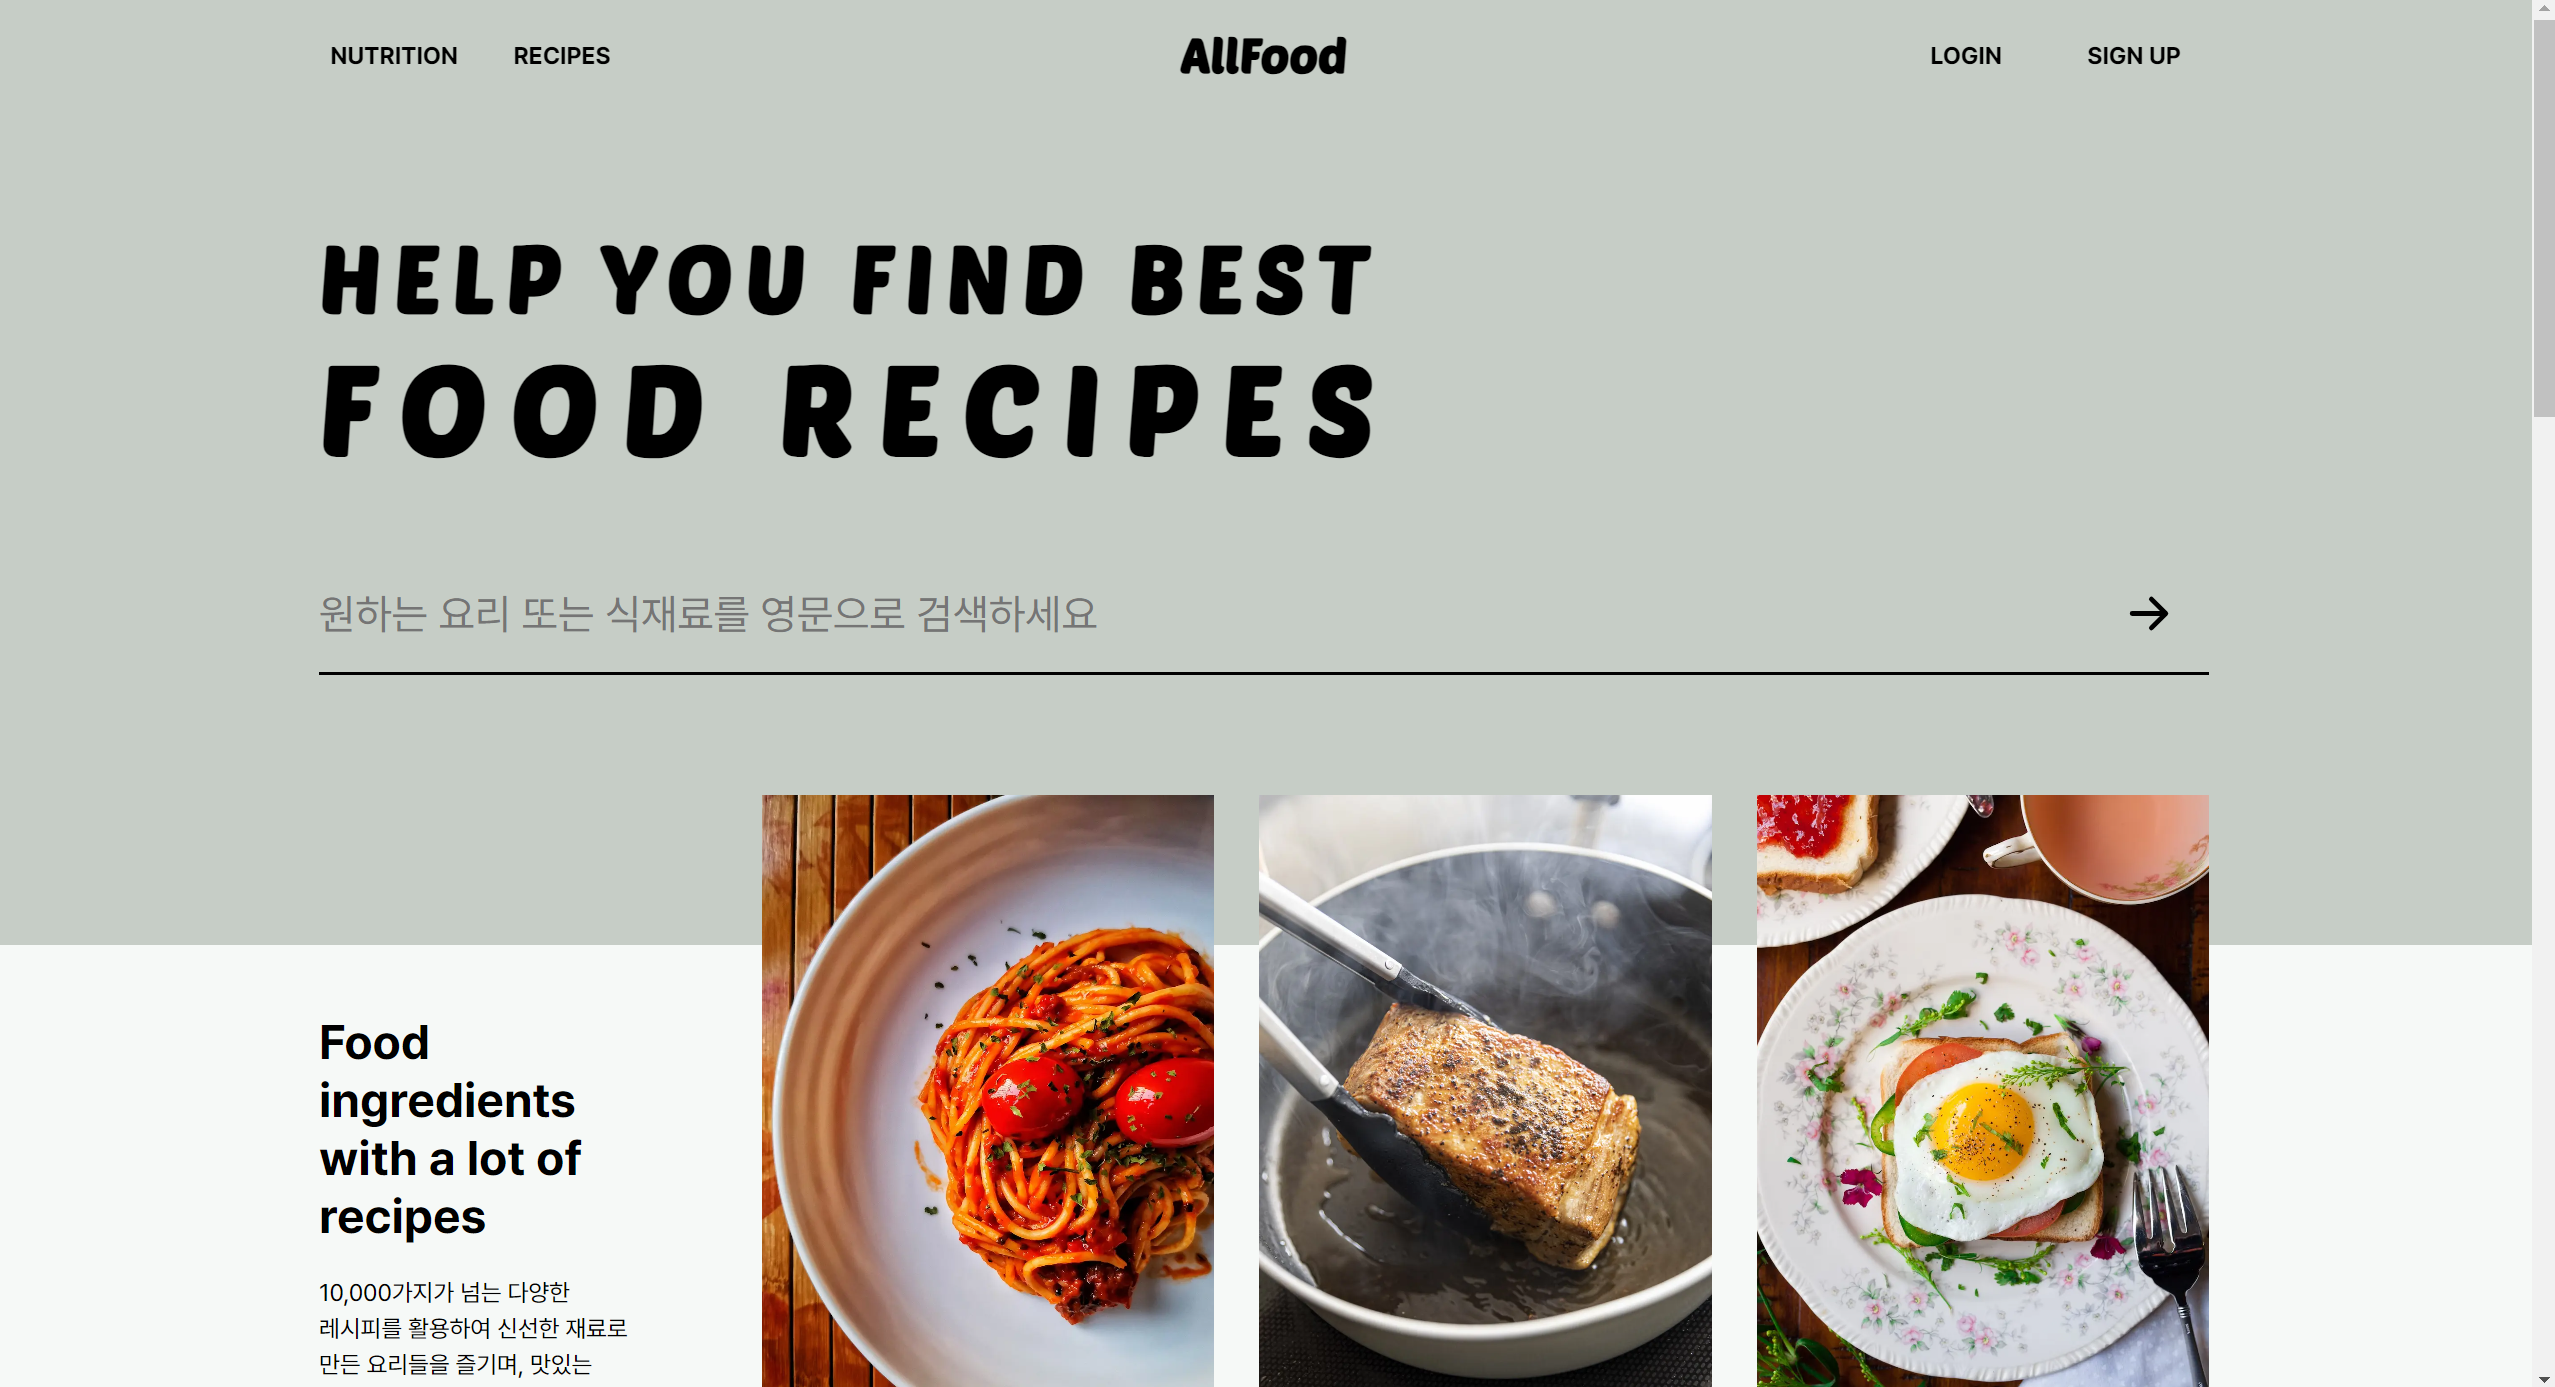 NUTRITION RECIPES AllFood LOGIN SIGN UP
HELP YOU FIND BEST
FOOD RECIPES
원하는 요리 또는 식재료를 영문으로 검색하세요
Food
ingredients
with a lot of
recipes
10,000가지가 넘는 다양한
레시피를 활용하여 신선한 재료로
만든 요리들을 즐기며, 맛있는